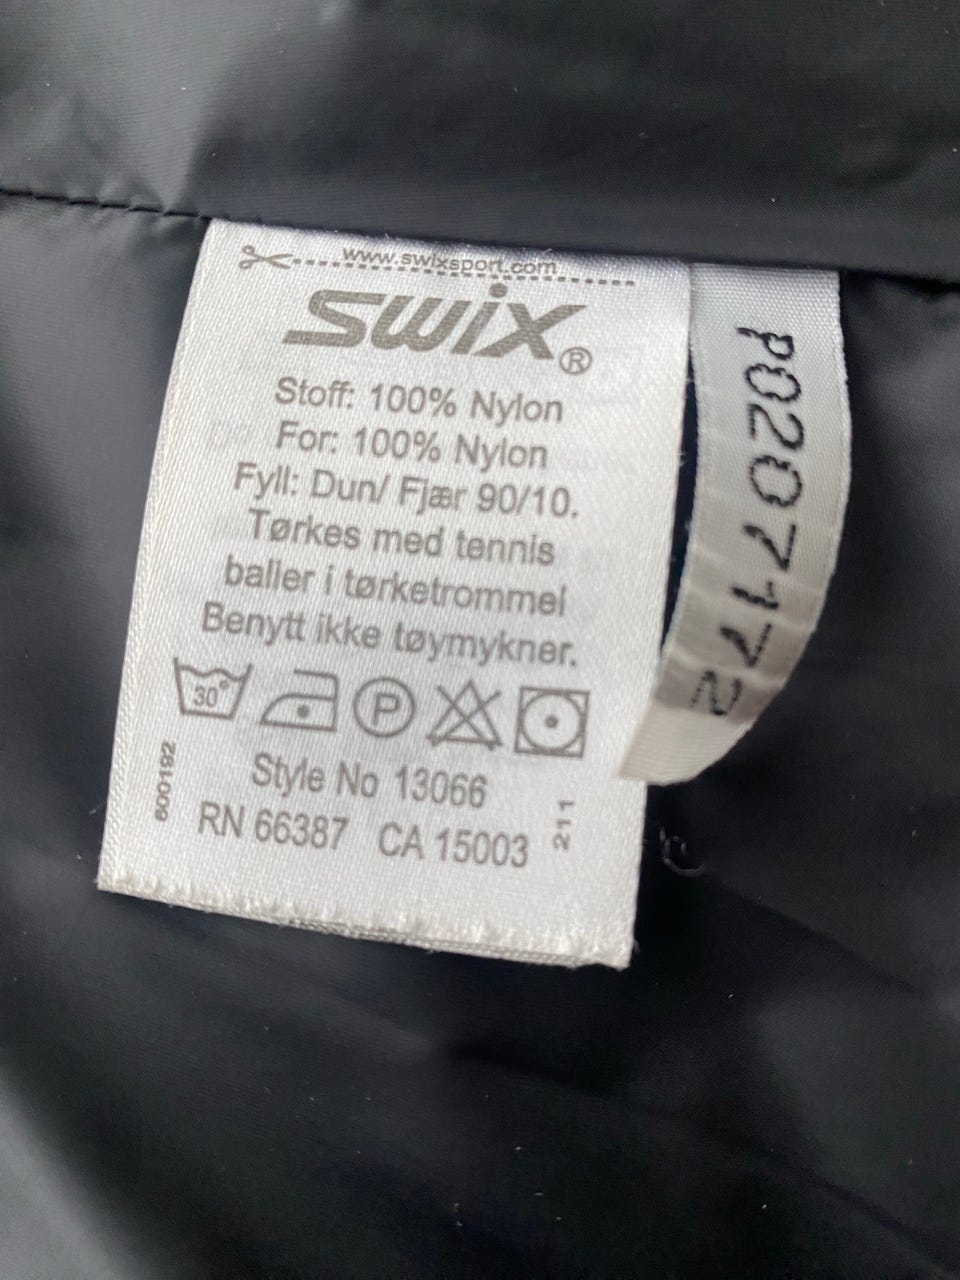 www.swixsport.com
swix®
Stoff: 100% Nylon
For: 100% Nylon
Fyll: Dun/ Fjær 90/10.
Tørkes med tennis
baller i tørketrommel
Benytt ikke tøymykner.
30°
P
Style No 13066
RN 66387 CA 15003
600192
211
P0207172